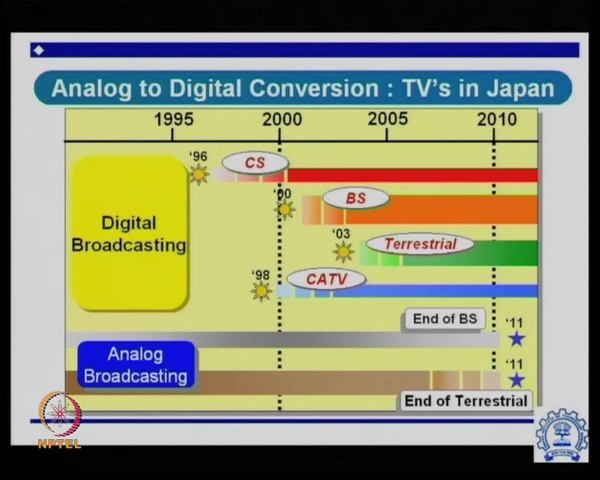 Analog to Digital Conversion : TV's in Japan
1995 2000 2005 2010
'96 CS
'00 BS
Digital
Broadcasting
'03 Terrestrial
'98 CATV
End of BS '11
Analog
Broadcasting
'11
End of Terrestrial
NPTEL